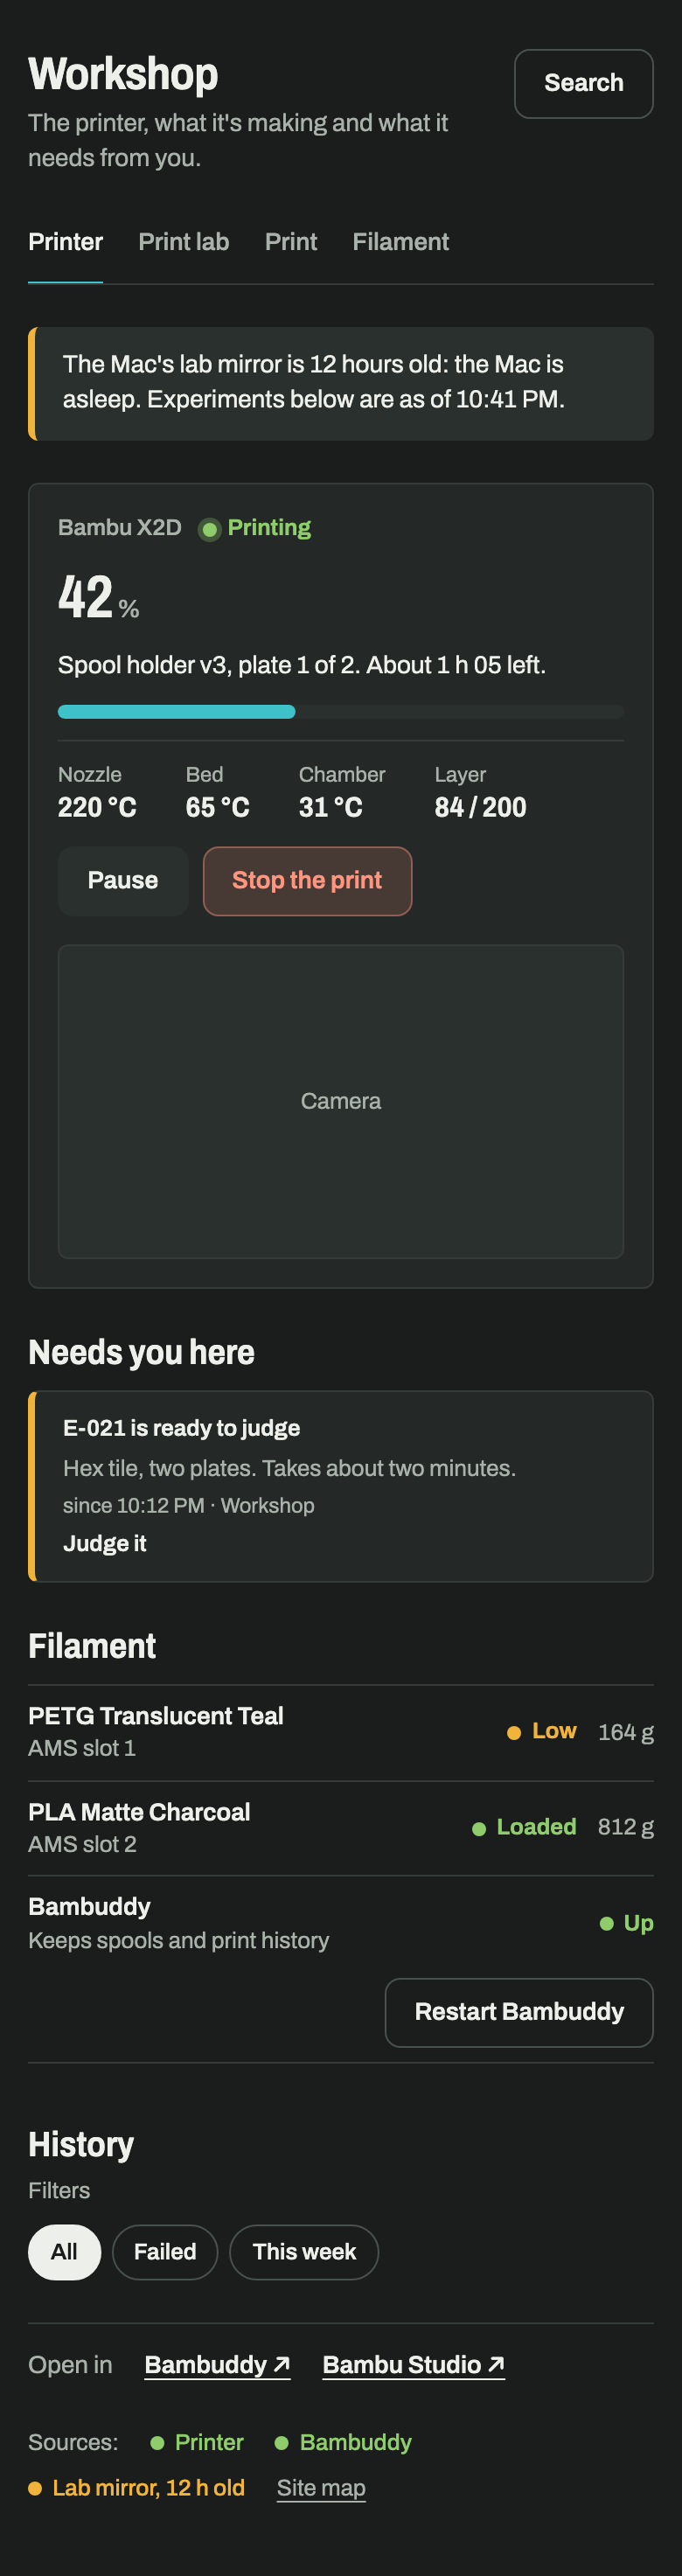 Workshop
Search
The printer, what it's making and what it
needs from you.
Printer
Print lab
Print
Filament
The Mac's lab mirror is 12 hours old: the Mac is
asleep. Experiments below are as of 10:41 PM.
Bambu X2D
Printing
42 %
Spool holder v3, plate 1 of 2. About 1 h 05 left.
Nozzle
Bed
Chamber
Layer
220 °C
65 °C
31 °C
84 / 200
Pause
Stop the print
Camera
Needs you here
E-021 is ready to judge
Hex tile, two plates. Takes about two minutes.
since 10:12 PM · Workshop
Judge it
Filament
PETG Translucent Teal
AMS slot 1
Low
164 g
PLA Matte Charcoal
AMS slot 2
Loaded
812 g
Bambuddy
Keeps spools and print history
Up
Restart Bambuddy
History
Filters
All
Failed
This week
Open in
Bambuddy ↗
Bambu Studio ↗
Sources:
Printer
Bambuddy
Lab mirror, 12 h old
Site map